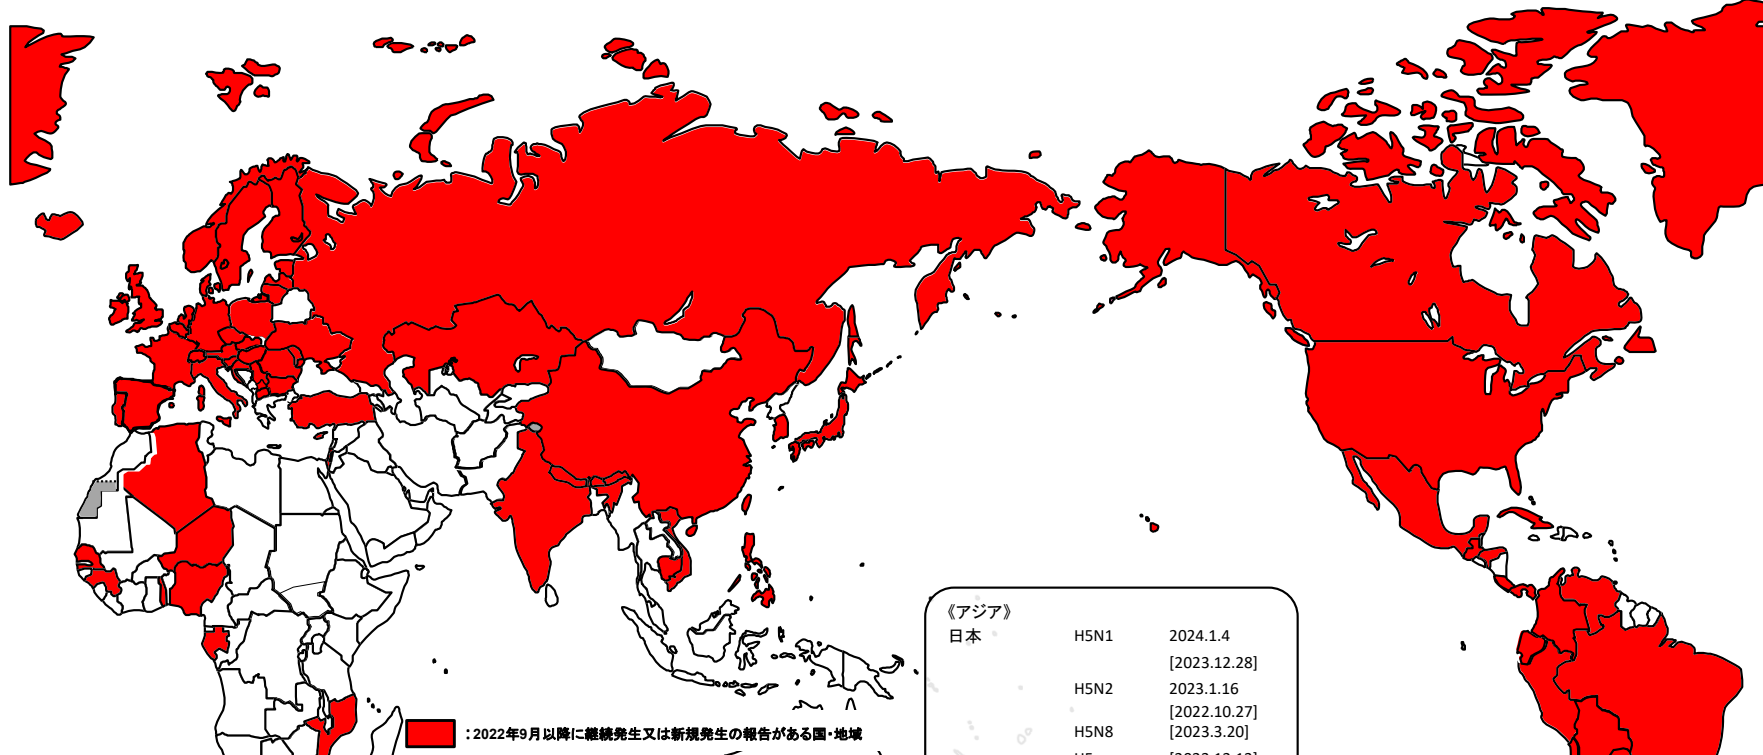 《アジア》
日本 H5N1 2024.1.4
[2023.12.28]
H5N2 2023.1.16
[2022.10.27]
H5N8 [2023.3.20]
:2022年9月以降に継続発生又は新規発生の報告がある国・地域